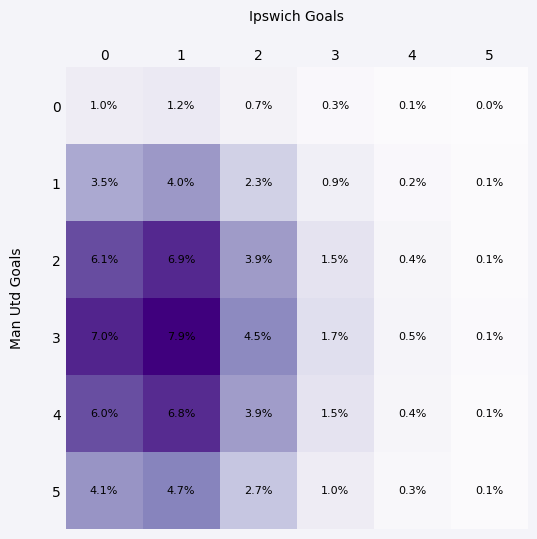 Ipswich Goals
0 1 2 3 4 5
Man Utd Goals
0 1.0% 1.2% 0.7% 0.3% 0.1% 0.0%
1 3.5% 4.0% 2.3% 0.9% 0.2% 0.1%
2 6.1% 6.9% 3.9% 1.5% 0.4% 0.1%
3 7.0% 7.9% 4.5% 1.7% 0.5% 0.1%
4 6.0% 6.8% 3.9% 1.5% 0.4% 0.1%
5 4.1% 4.7% 2.7% 1.0% 0.3% 0.1%